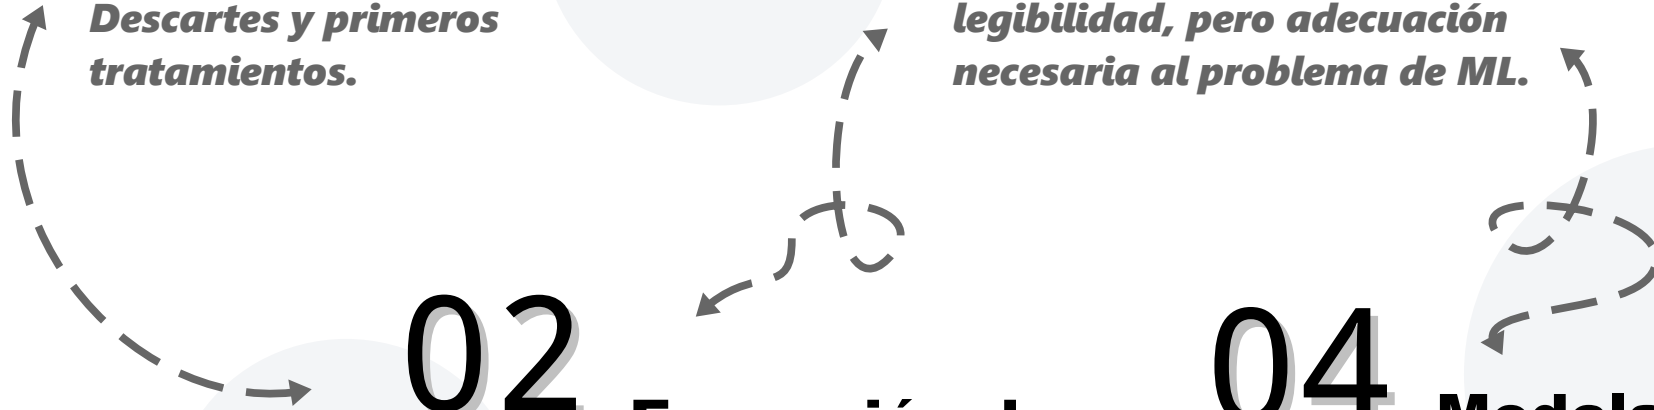 Descartes y primeros
tratamientos.
legibilidad, pero adecuación
necesaria al problema de ML.
02
04